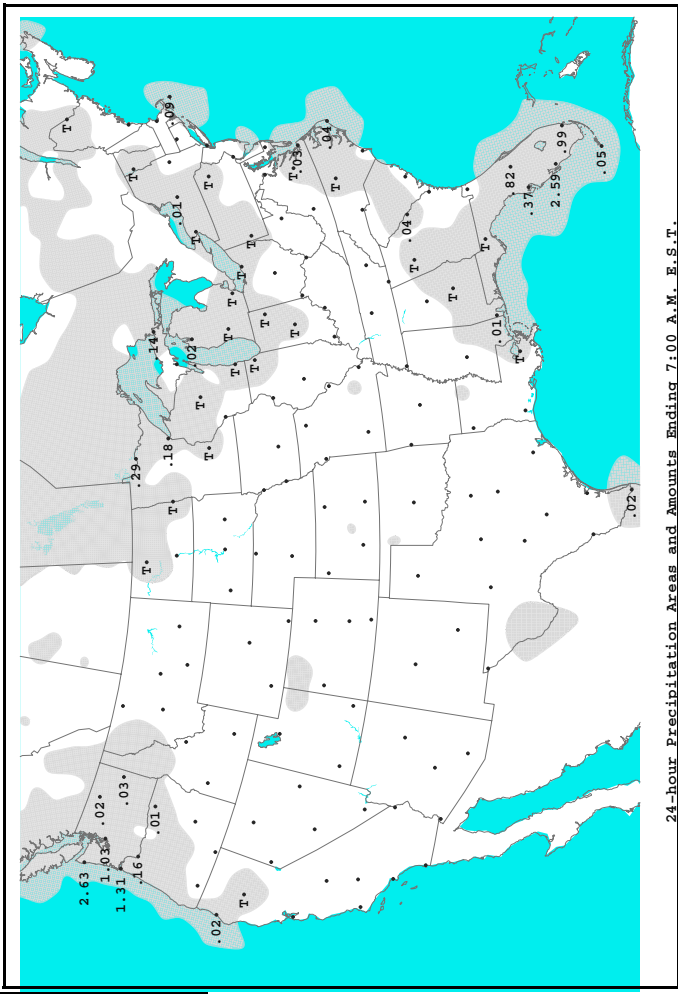 T
2.63
.02
1.03
1.31
.03
T
.29
.16
T
.14
.01
.18
.09
T
.01
.02
T
T
T
T
.02
T
T
T
T
T
T
T
T
T
T
.03
.04
T
.04
T
T
T
.01
.82
T
.37
2.59
.99
.05
.02
24-hour Precipitation Areas and Amounts Ending 7:00 A.M. E.S.T.